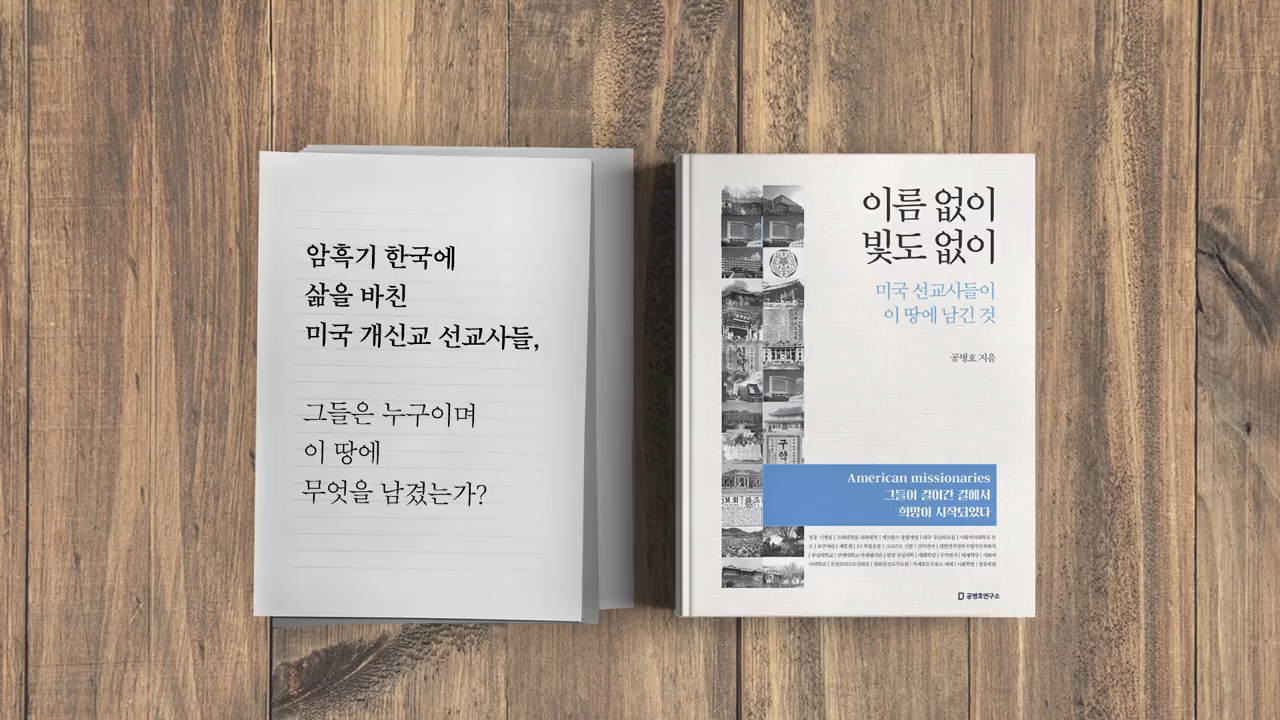 암흑기 한국에
삶을 바친
미국 개신교 선교사들,
그들은 누구이며
이 땅에
무엇을 남겼는가?
이름 없이
빛도 없이
미국 선교사들이
이 땅에 남긴 것
공병호 지음
신약
구약
American missionaries
그들이 걸어간 길에서
희망이 시작되었다
공병호연구소